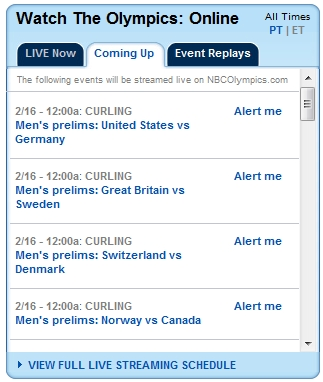 Watch The Olympics: Online
All Times
PT | ET
LIVE Now
Coming Up
Event Replays
The following events will be streamed live on NBCOlympics.com
2/16 - 12:00a: CURLING
Alert me
Men's prelims: United States vs
Germany
2/16 - 12:00a: CURLING
Alert me
Men's prelims: Great Britain vs
Sweden
2/16 - 12:00a: CURLING
Alert me
Men's prelims: Switzerland vs
Denmark
2/16 - 12:00a: CURLING
Alert me
Men's prelims: Norway vs Canada
VIEW FULL LIVE STREAMING SCHEDULE